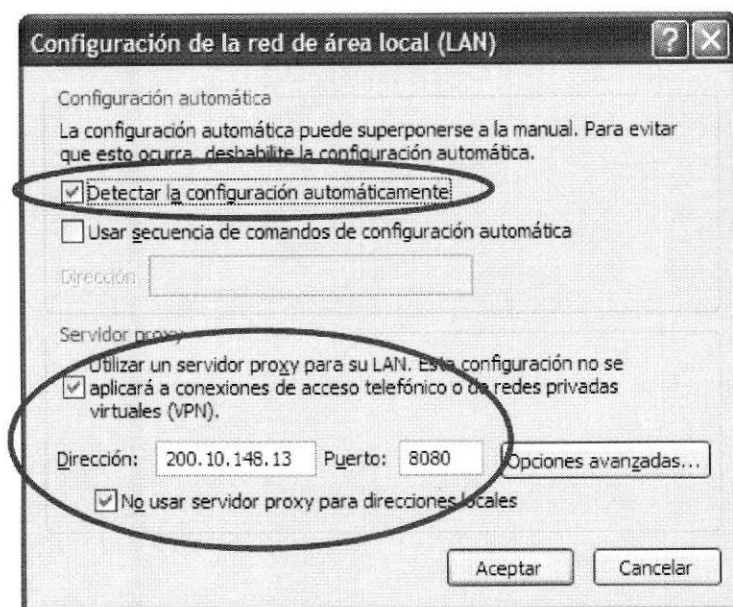 Configuración de la red de área local (LAN)
Configuración automática
La configuración automática puede superponerse a la manual. Para evitar
que esto ocurra, deshabilite la configuración automática.
Detectar la configuración automáticamente
Usar secuencia de comandos de configuración automática
Dirección
Servidor proxy
Utilizar un servidor proxy para su LAN. Esta configuración no se
aplicará a conexiones de acceso telefónico o de redes privadas
virtuales (VPN).
Dirección: 200.10.148.13 Puerto: 8080 Opciones avanzadas...
No usar servidor proxy para direcciones locales
Aceptar Cancelar